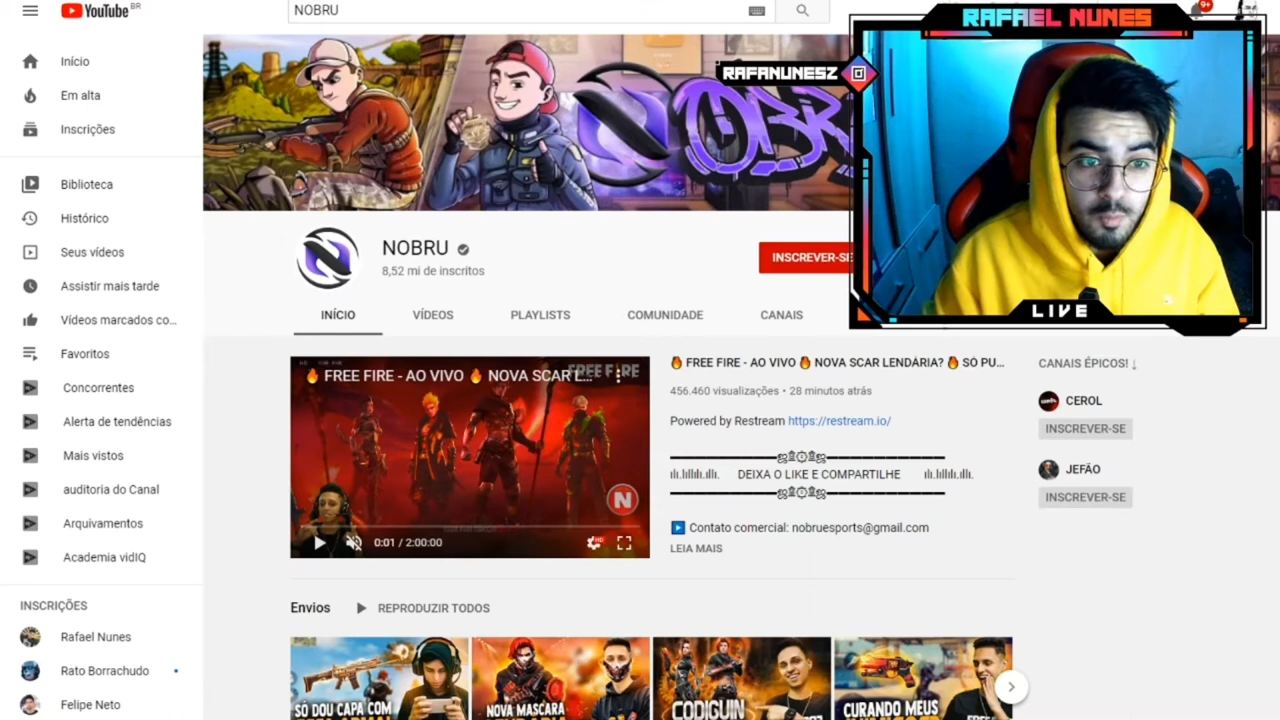 YouTube BR
NOBRU
9+
RAFAEL NUNES
RAFANUNESZ
LIVE
Início
Em alta
Inscrições
Biblioteca
Histórico
Seus vídeos
Assistir mais tarde
Vídeos marcados co...
Favoritos
Concorrentes
Alerta de tendências
Mais vistos
auditoria do Canal
Arquivamentos
Academia vidIQ
INSCRIÇÕES
Rafael Nunes
Rato Borrachudo
Felipe Neto
NOBRU
8,52 mi de inscritos
INSCREVER-SE
INÍCIO
VÍDEOS
PLAYLISTS
COMUNIDADE
CANAIS
🔥 FREE FIRE - AO VIVO 🔥 NOVA SCAR L...
FREE FIRE
N
0:01 / 2:00:00
HD
🔥 FREE FIRE - AO VIVO 🔥 NOVA SCAR LENDÁRIA? 🔥 SÓ PU...
456.460 visualizações • 28 minutos atrás
Powered by Restream https://restream.io/
DEIXA O LIKE E COMPARTILHE
▶ Contato comercial: nobruesports@gmail.com
LEIA MAIS
CANAIS ÉPICOS! ↓
CEROL
INSCREVER-SE
JEFÃO
INSCREVER-SE
Envios
REPRODUZIR TODOS
SÓ DOU CAPA COM
NOVA MASCARA
CODIGUIN
CURANDO MEUS